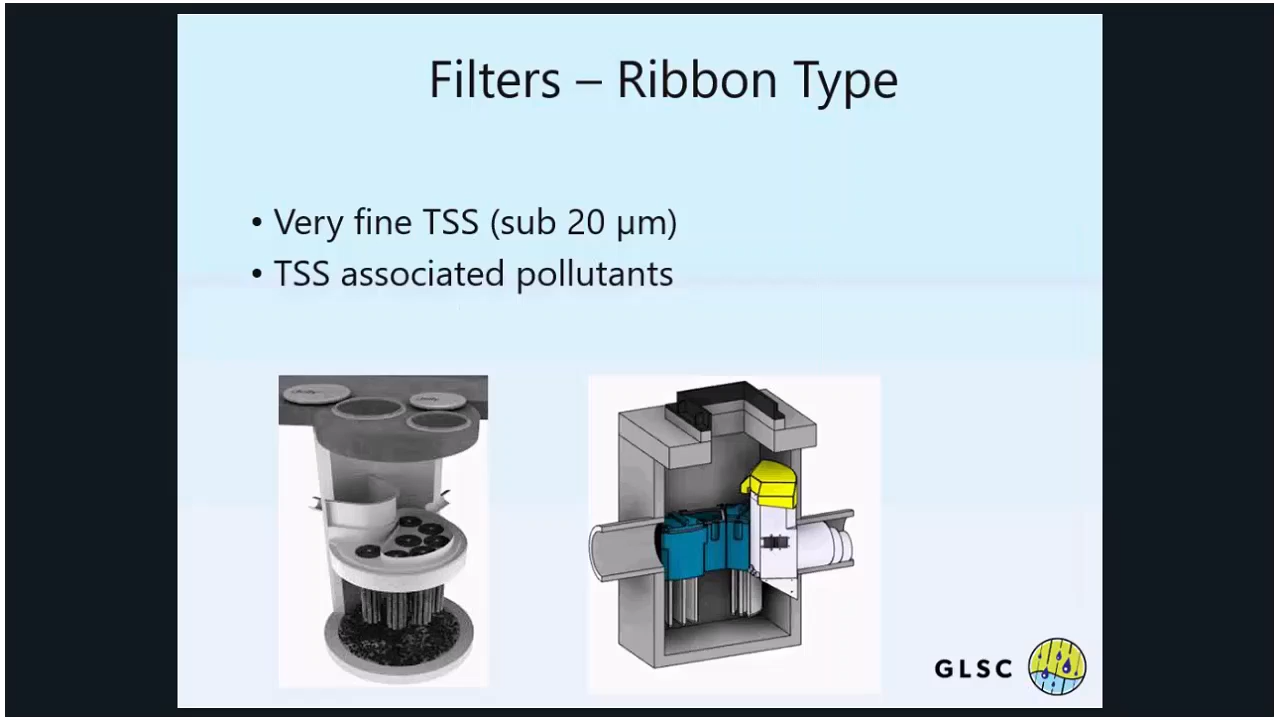 Filters – Ribbon Type
• Very fine TSS (sub 20 µm)
• TSS associated pollutants
GLSC